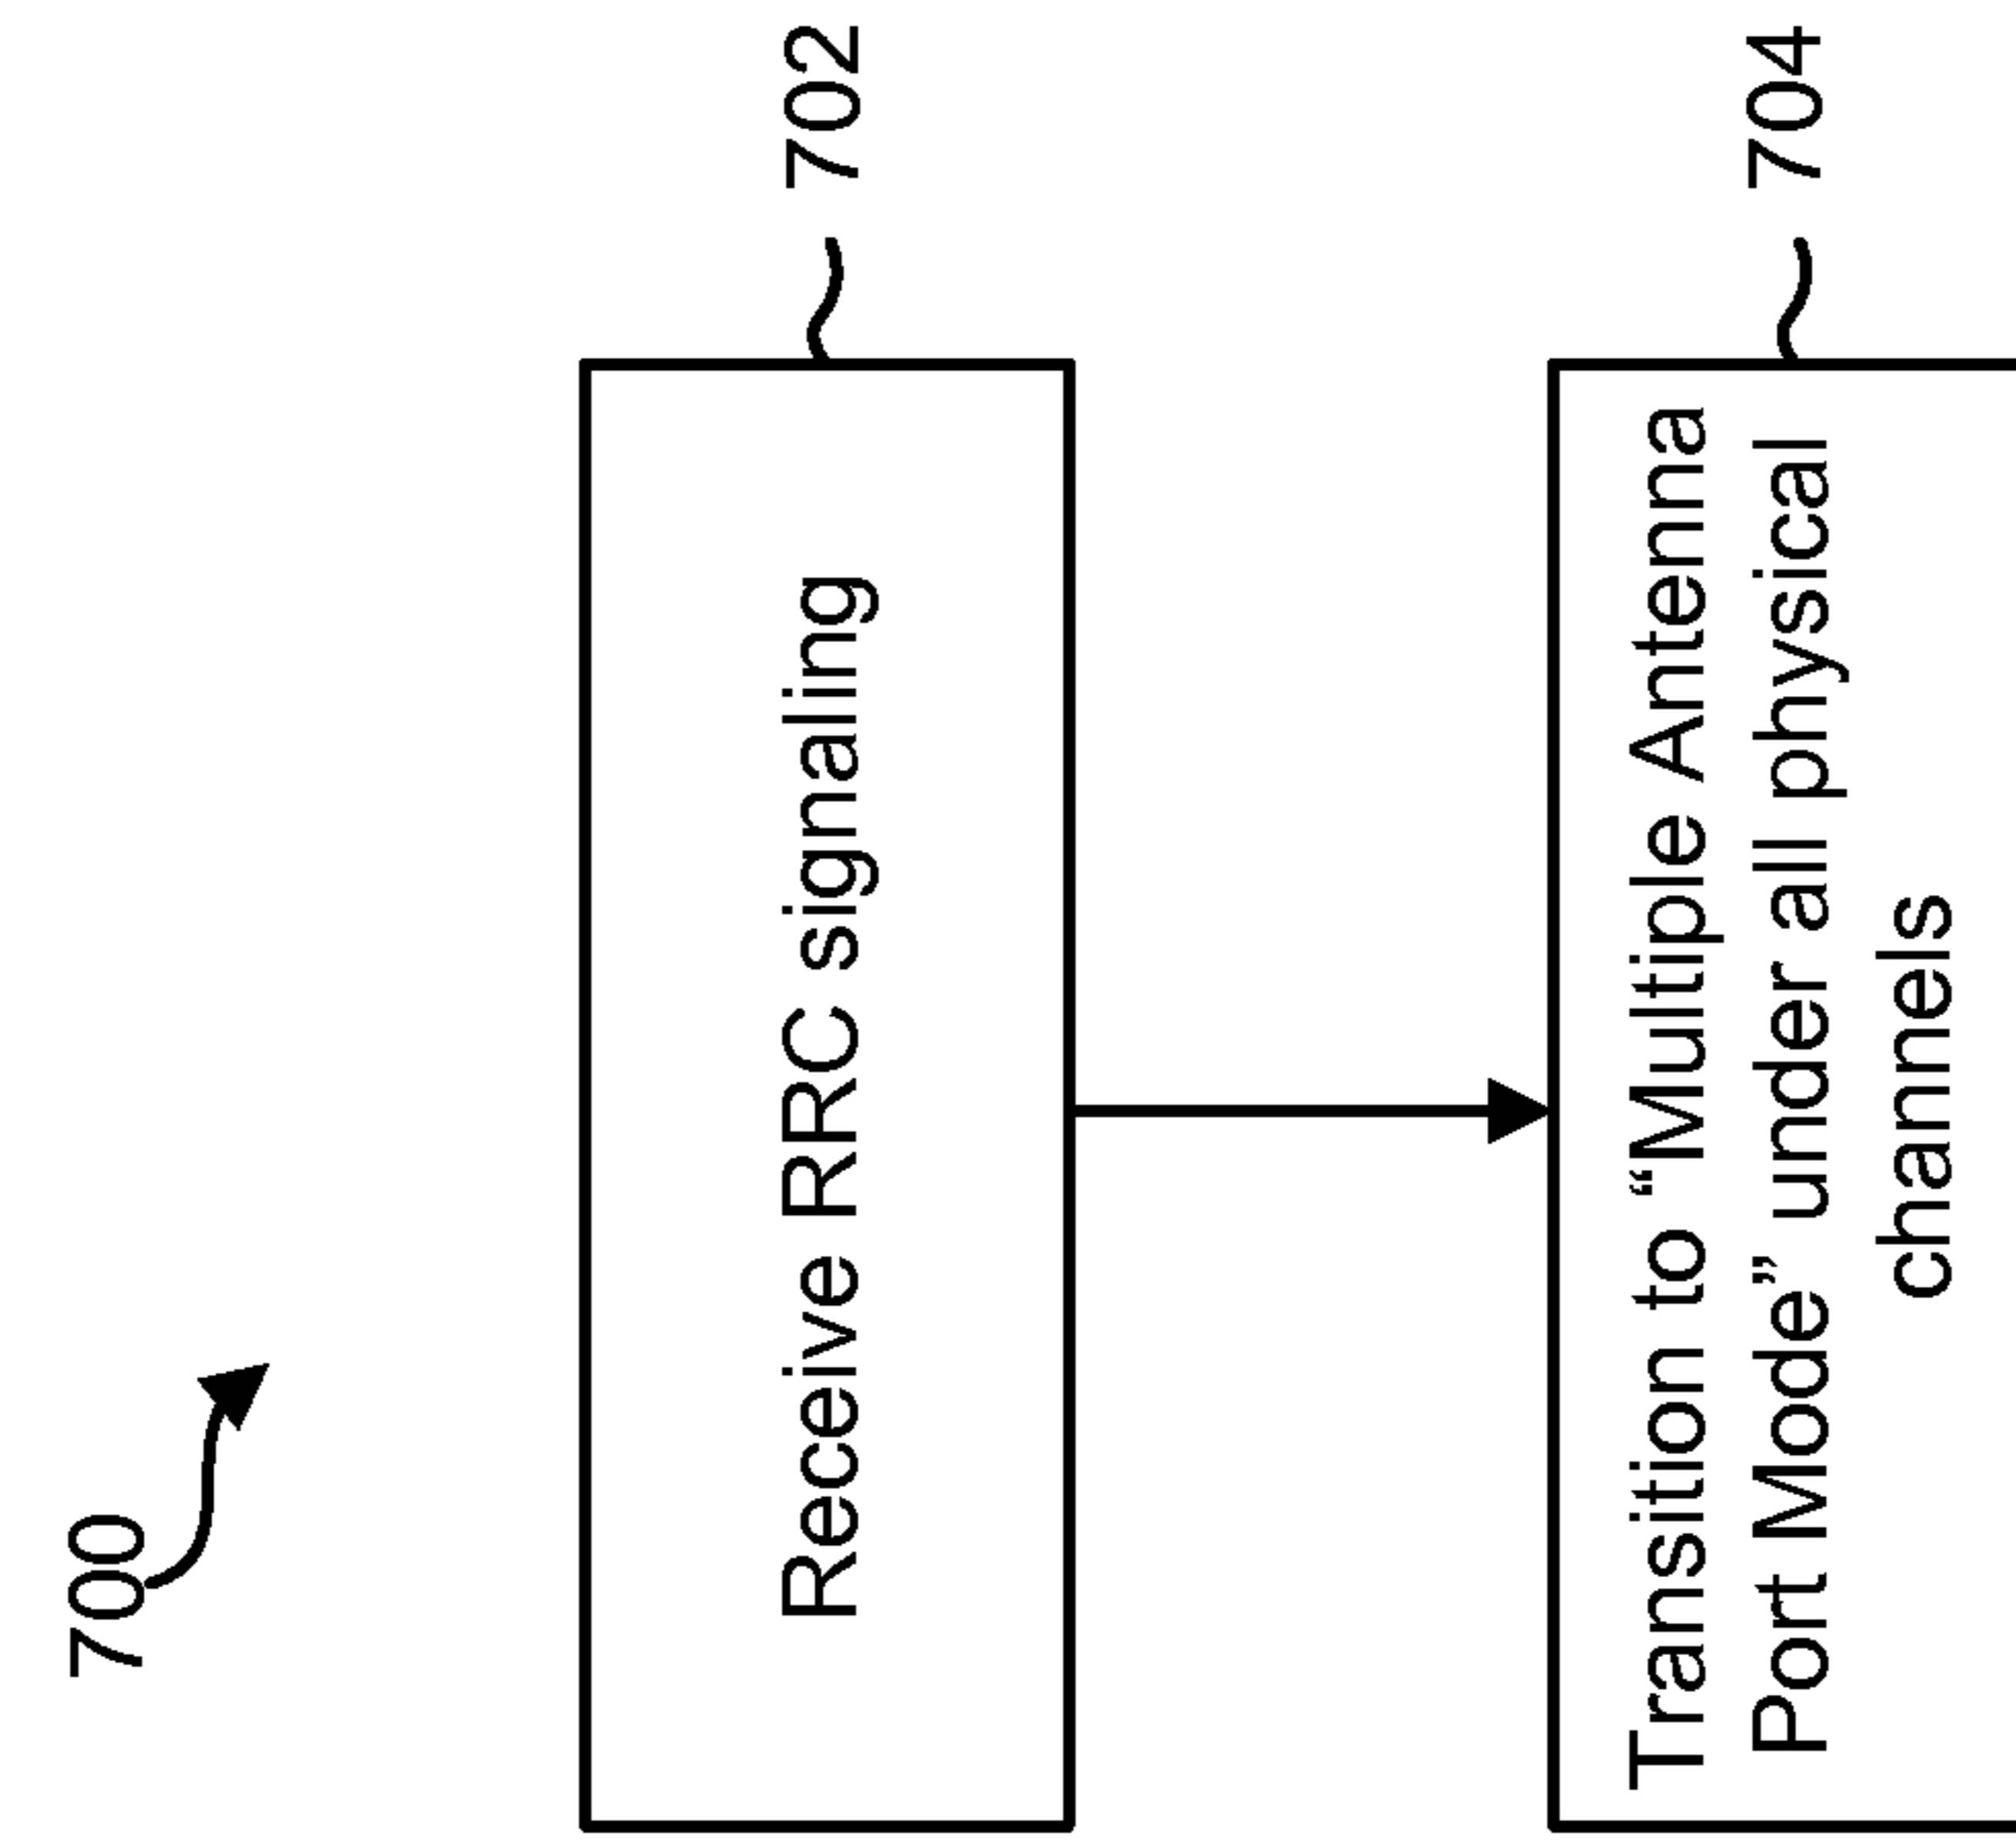 700
Receive RRC signaling
702
Transition to “Multiple Antenna
Port Mode” under all physical
channels
704